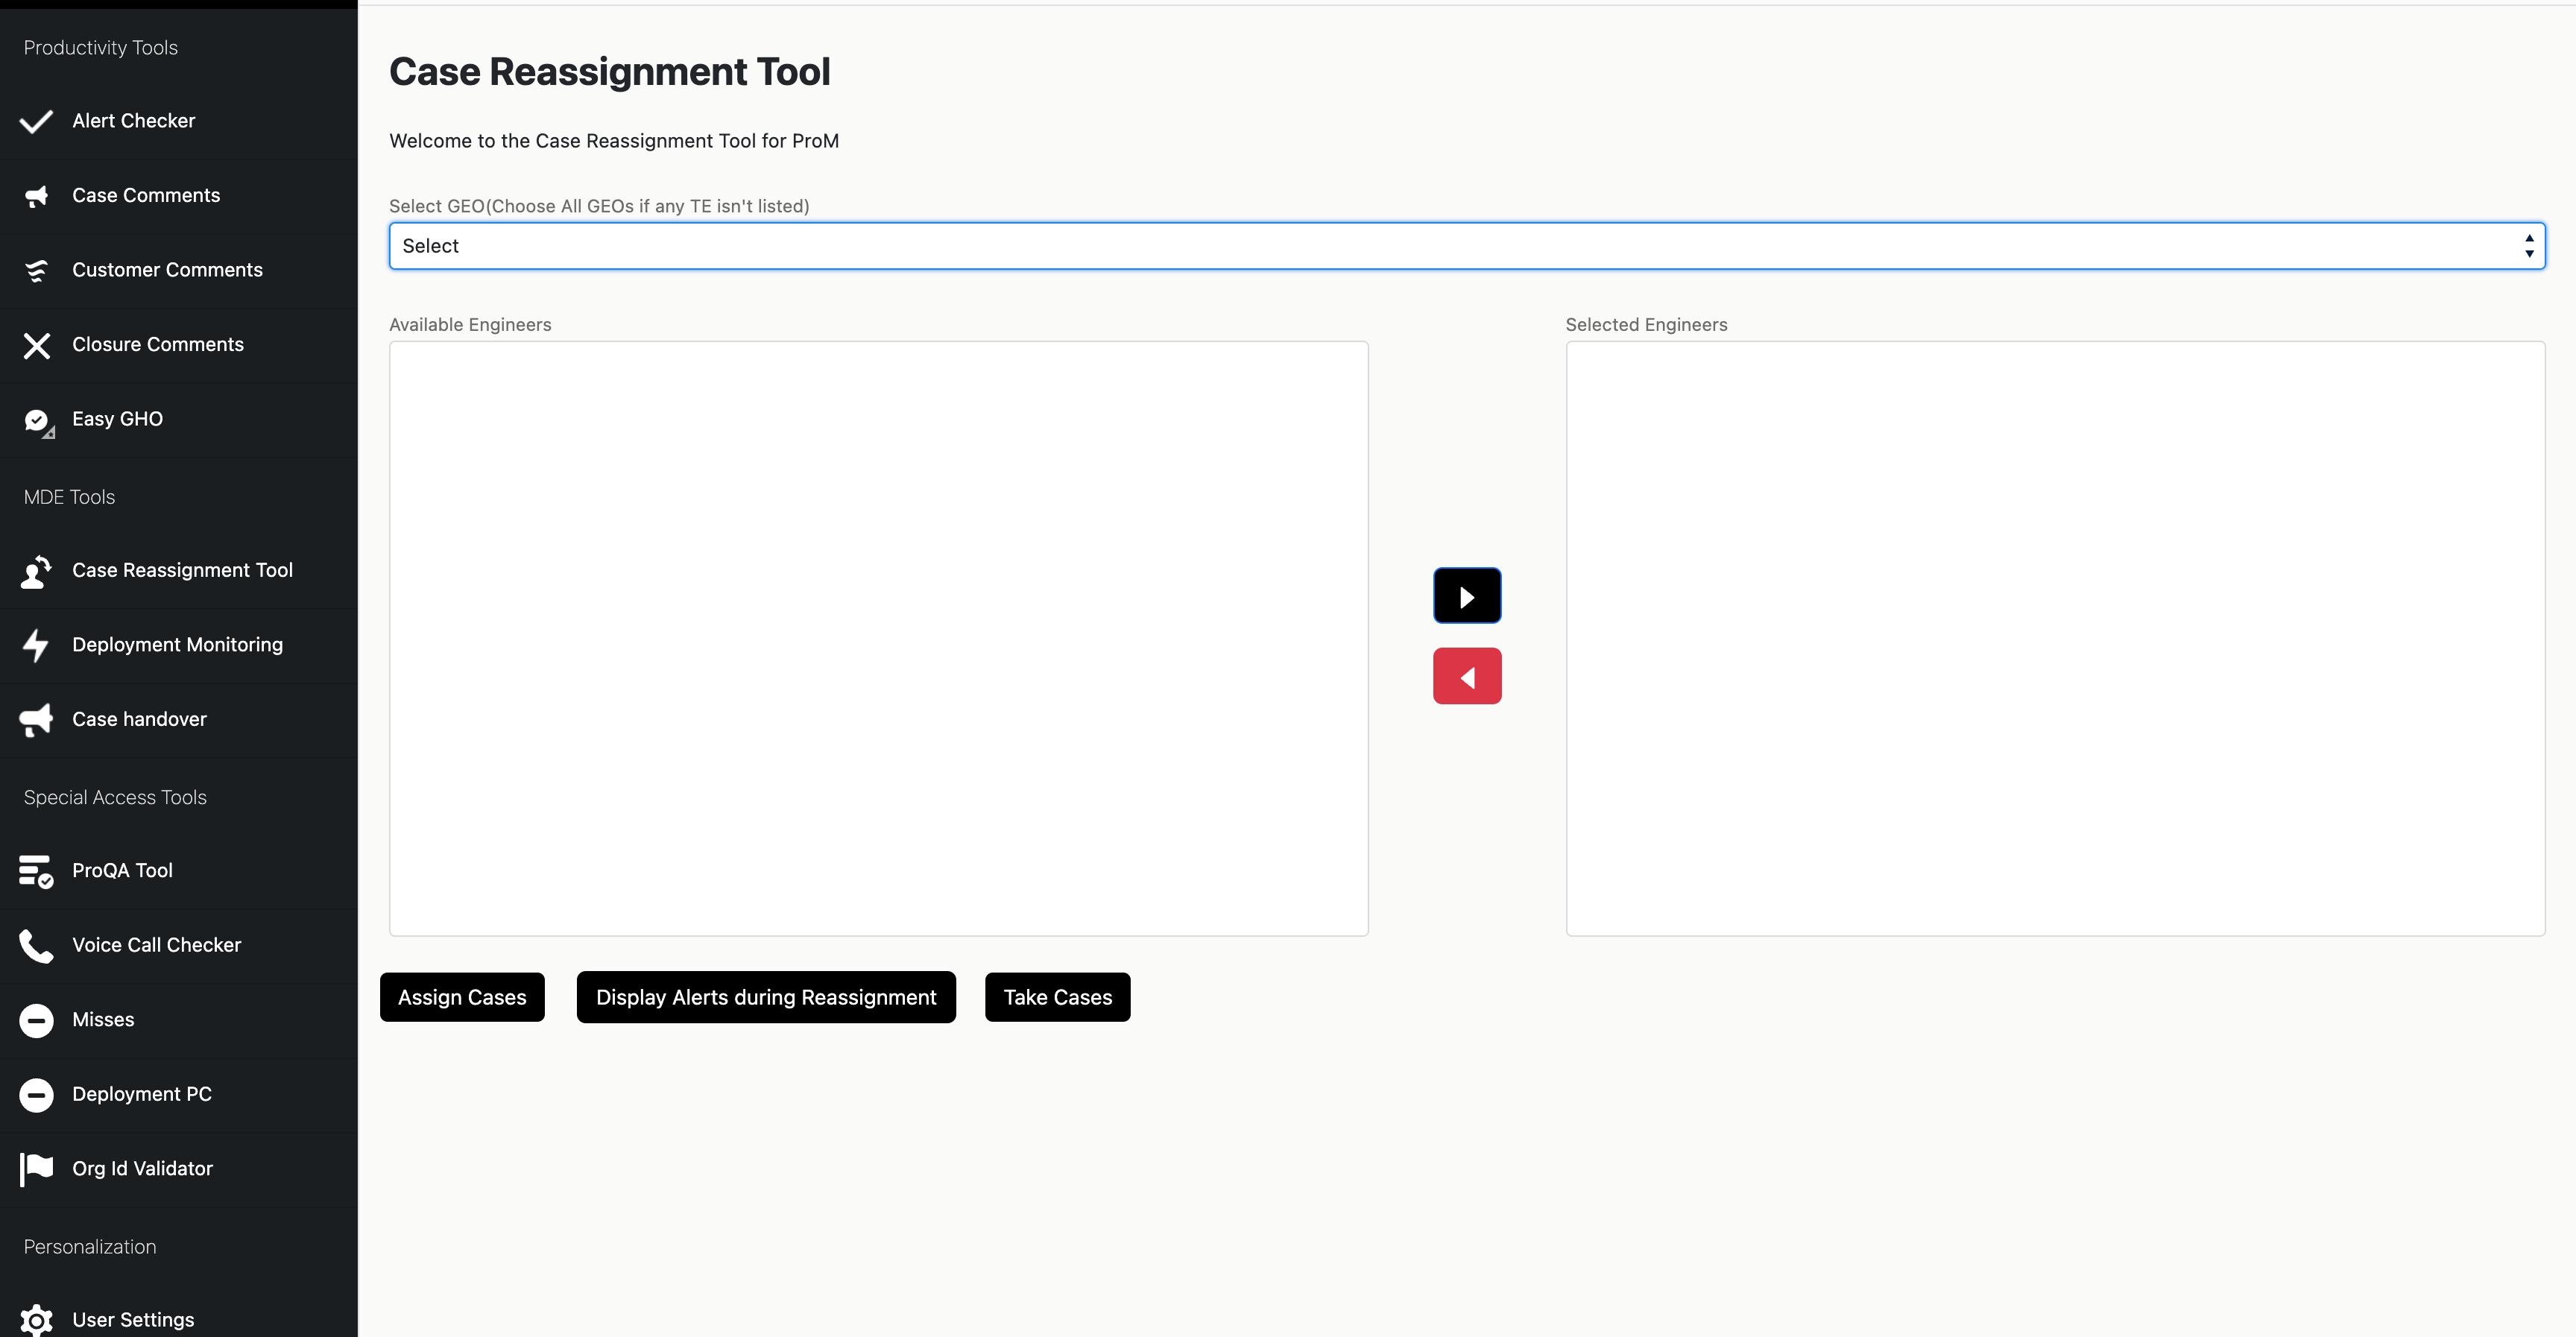 Productivity Tools
Alert Checker
Case Comments
Customer Comments
Closure Comments
Easy GHO
MDE Tools
Case Reassignment Tool
Deployment Monitoring
Case handover
Special Access Tools
ProQA Tool
Voice Call Checker
Misses
Deployment PC
Org Id Validator
Personalization
User Settings
Case Reassignment Tool
Welcome to the Case Reassignment Tool for ProM
Select GEO(Choose All GEOs if any TE isn't listed)
Select
Available Engineers
Selected Engineers
Assign Cases
Display Alerts during Reassignment
Take Cases